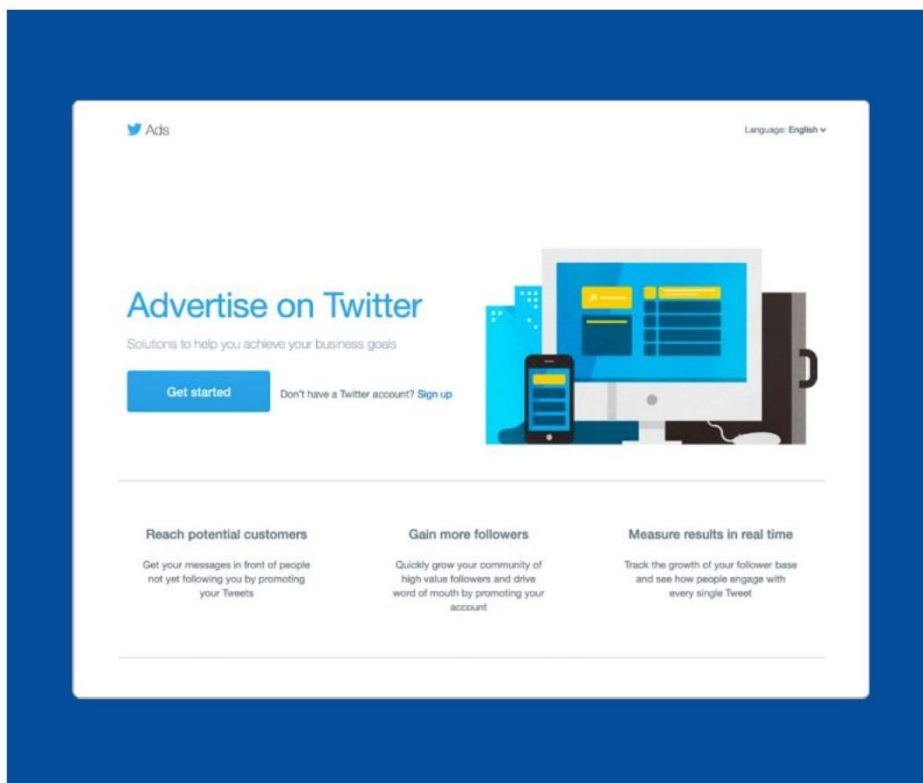 Ads
Language: English
Advertise on Twitter
Solutions to help you achieve your business goals
Get started
Don't have a Twitter account? Sign up
Reach potential customers
Get your messages in front of people
not yet following you by promoting
your Tweets
Gain more followers
Quickly grow your community of
high value followers and drive
word of mouth by promoting your
account
Measure results in real time
Track the growth of your follower base
and see how people engage with
every single Tweet